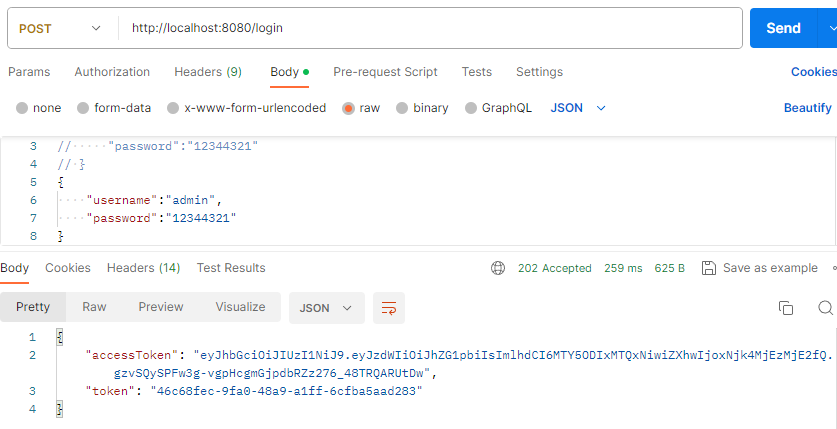 POST http://localhost:8080/login Send
Params Authorization Headers (9) Body Pre-request Script Tests Settings Cookies
none form-data x-www-form-urlencoded raw binary GraphQL JSON Beautify
3 // ·····"password":"12344321"
4 //·}
5 {
6 ····"username":"admin",
7 ····"password":"12344321"
8 }
Body Cookies Headers (14) Test Results 202 Accepted 259 ms 625 B Save as example
Pretty Raw Preview Visualize JSON
1 {
2 "accessToken": "eyJhbGciOiJIUzI1NiJ9.eyJzdWIiOiJhZG1pbiIsImlhdCI6MTY5ODIxMTQxNiwiZXhwIjoxNjk4MjEzMjE2fQ.
gzvSQySPFw3g-vgpHcgmGjpdbRZz276_48TRQARUtDw",
3 "token": "46c68fec-9fa0-48a9-a1ff-6cfba5aad283"
4 }